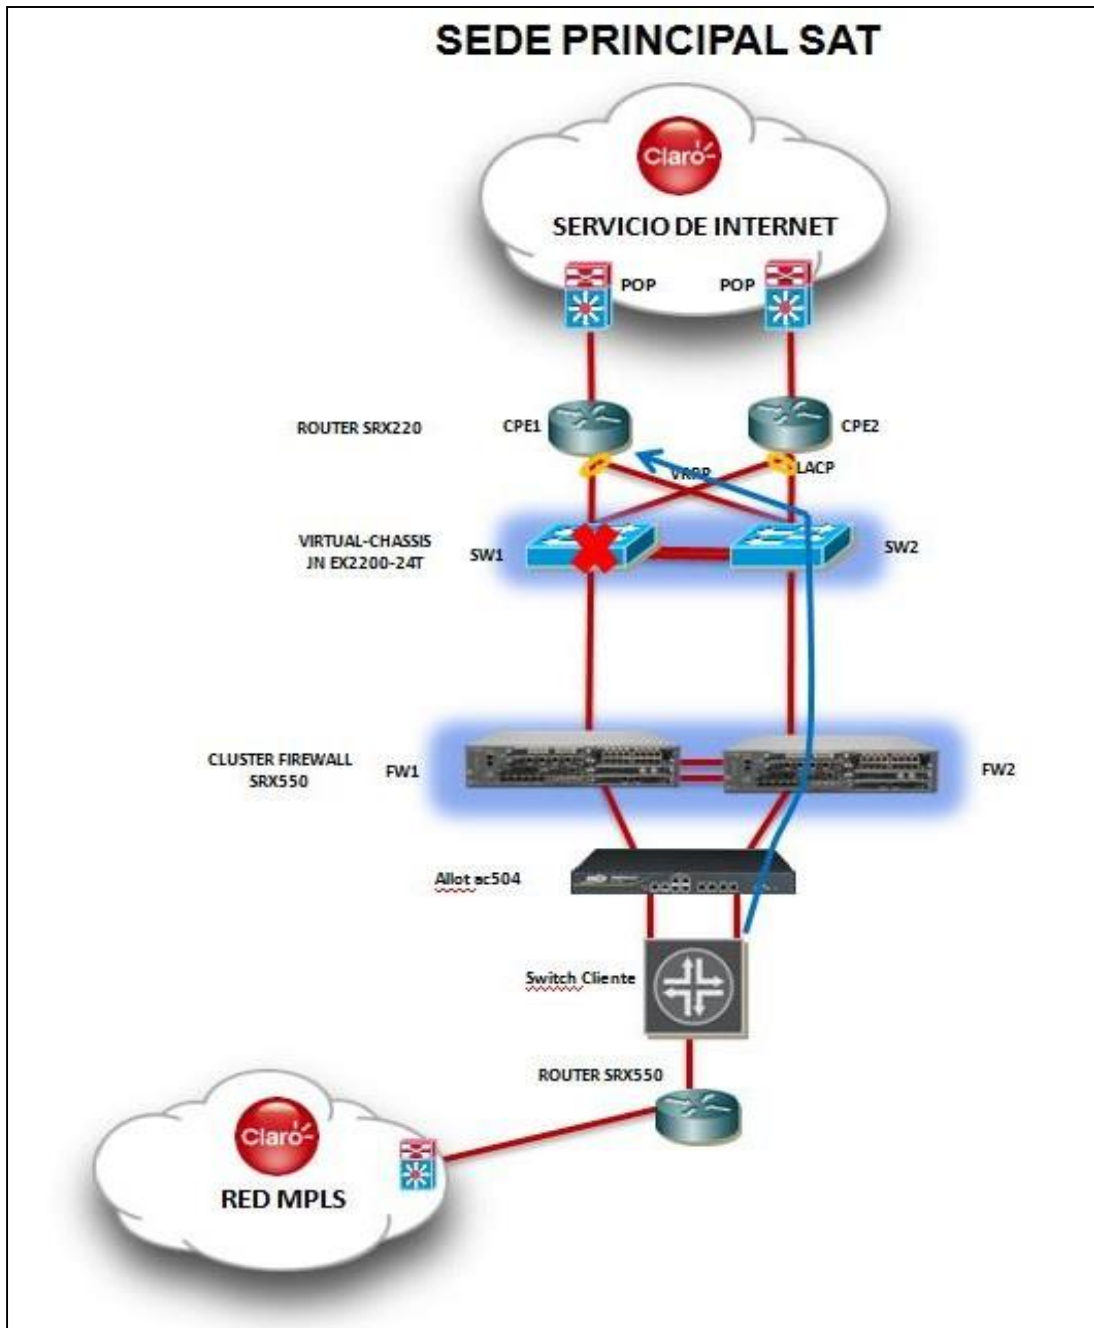 SEDE PRINCIPAL SAT
Claro
SERVICIO DE INTERNET
POP
POP
ROUTER SRX220
CPE1
CPE2
VRRP
LACP
VIRTUAL-CHASSIS
JN EX2200-24T
SW1
SW2
CLUSTER FIREWALL
SRX550
FW1
FW2
Allot ac504
Switch Cliente
ROUTER SRX550
Claro
RED MPLS